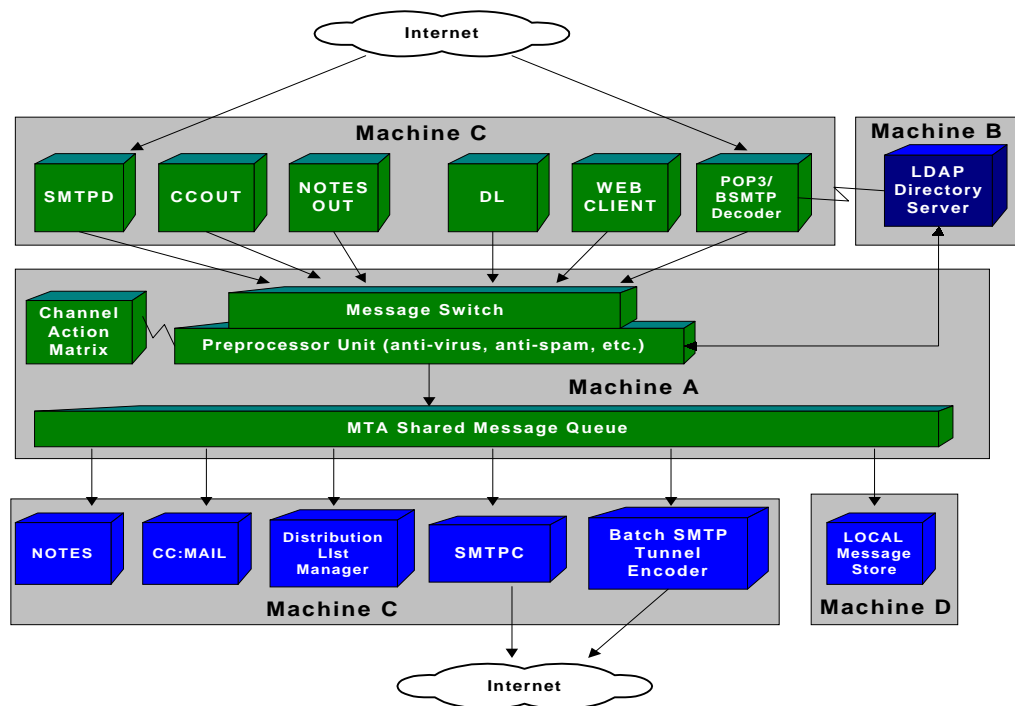 Internet
Machine C
Machine B
SMTPD
CCOUT
NOTES
OUT
DL
WEB
CLIENT
POP3/
BSMTP
Decoder
LDAP
Directory
Server
Channel
Action
Matrix
Message Switch
Preprocessor Unit (anti-virus, anti-spam, etc.)
Machine A
MTA Shared Message Queue
NOTES
CC:MAIL
Distribution
LIst
Manager
SMTPC
Batch SMTP
Tunnel
Encoder
LOCAL
Message
Store
Machine C
Machine D
Internet